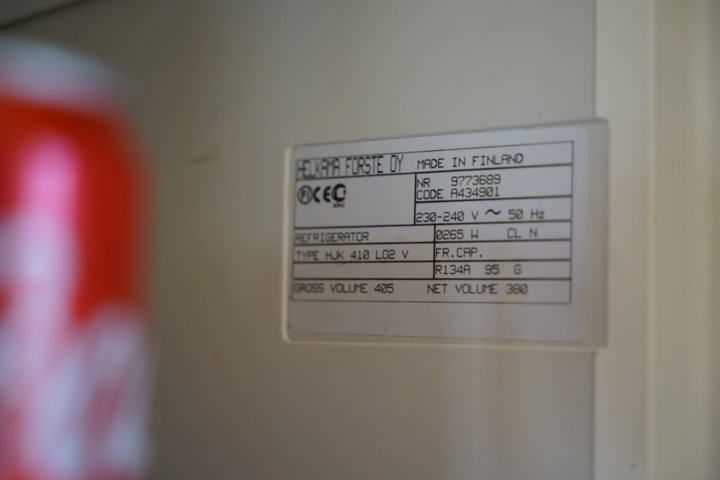 HELKAMA FORSTE OY MADE IN FINLAND
NR 9773689
CODE A434901
230-240 V ~ 50 Hz
REFRIGERATOR 0265 W CL N
TYPE HJK 410 L02 V FR.CAP.
R134A 95 G
GROSS VOLUME 405 NET VOLUME 380